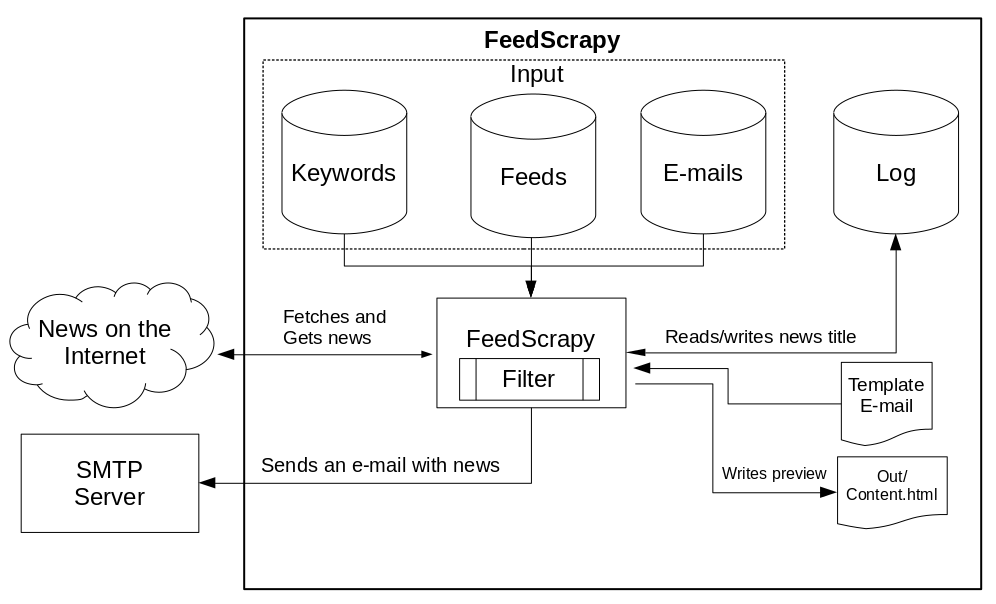 FeedScrapy
Input
Keywords
Feeds
E-mails
Log
News on the
Internet
Fetches and
Gets news
FeedScrapy
Filter
Reads/writes news title
Template
E-mail
SMTP
Server
Sends an e-mail with news
Writes preview
Out/
Content.html